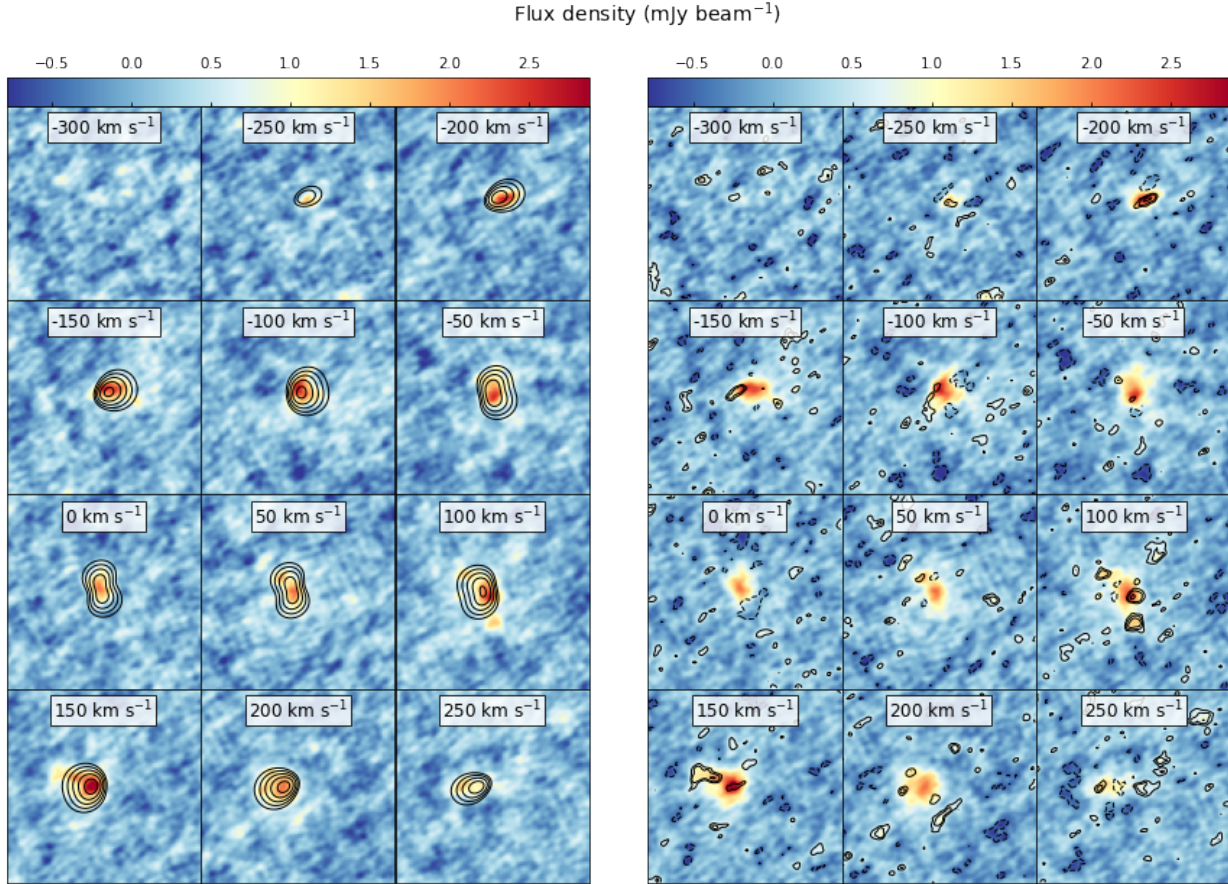 Flux density (mJy beam⁻¹)
−0.5 0.0 0.5 1.0 1.5 2.0 2.5 −0.5 0.0 0.5 1.0 1.5 2.0 2.5
-300 km s⁻¹ -250 km s⁻¹ -200 km s⁻¹ -300 km s⁻¹ -250 km s⁻¹ -200 km s⁻¹
-150 km s⁻¹ -100 km s⁻¹ -50 km s⁻¹ -150 km s⁻¹ -100 km s⁻¹ -50 km s⁻¹
0 km s⁻¹ 50 km s⁻¹ 100 km s⁻¹ 0 km s⁻¹ 50 km s⁻¹ 100 km s⁻¹
150 km s⁻¹ 200 km s⁻¹ 250 km s⁻¹ 150 km s⁻¹ 200 km s⁻¹ 250 km s⁻¹